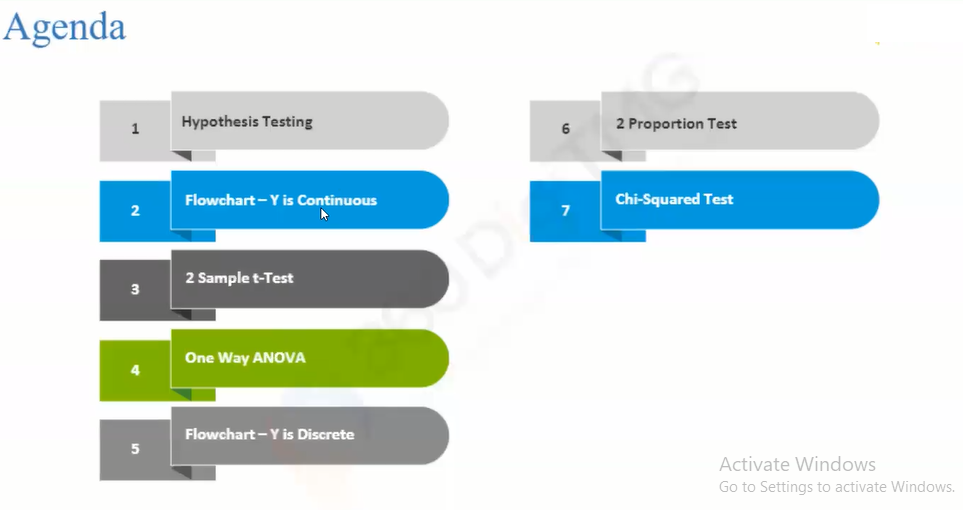 Agenda
1
Hypothesis Testing
2
Flowchart – Y is Continuous
3
2 Sample t-Test
4
One Way ANOVA
5
Flowchart – Y is Discrete
6
2 Proportion Test
7
Chi-Squared Test
Activate Windows
Go to Settings to activate Windows.